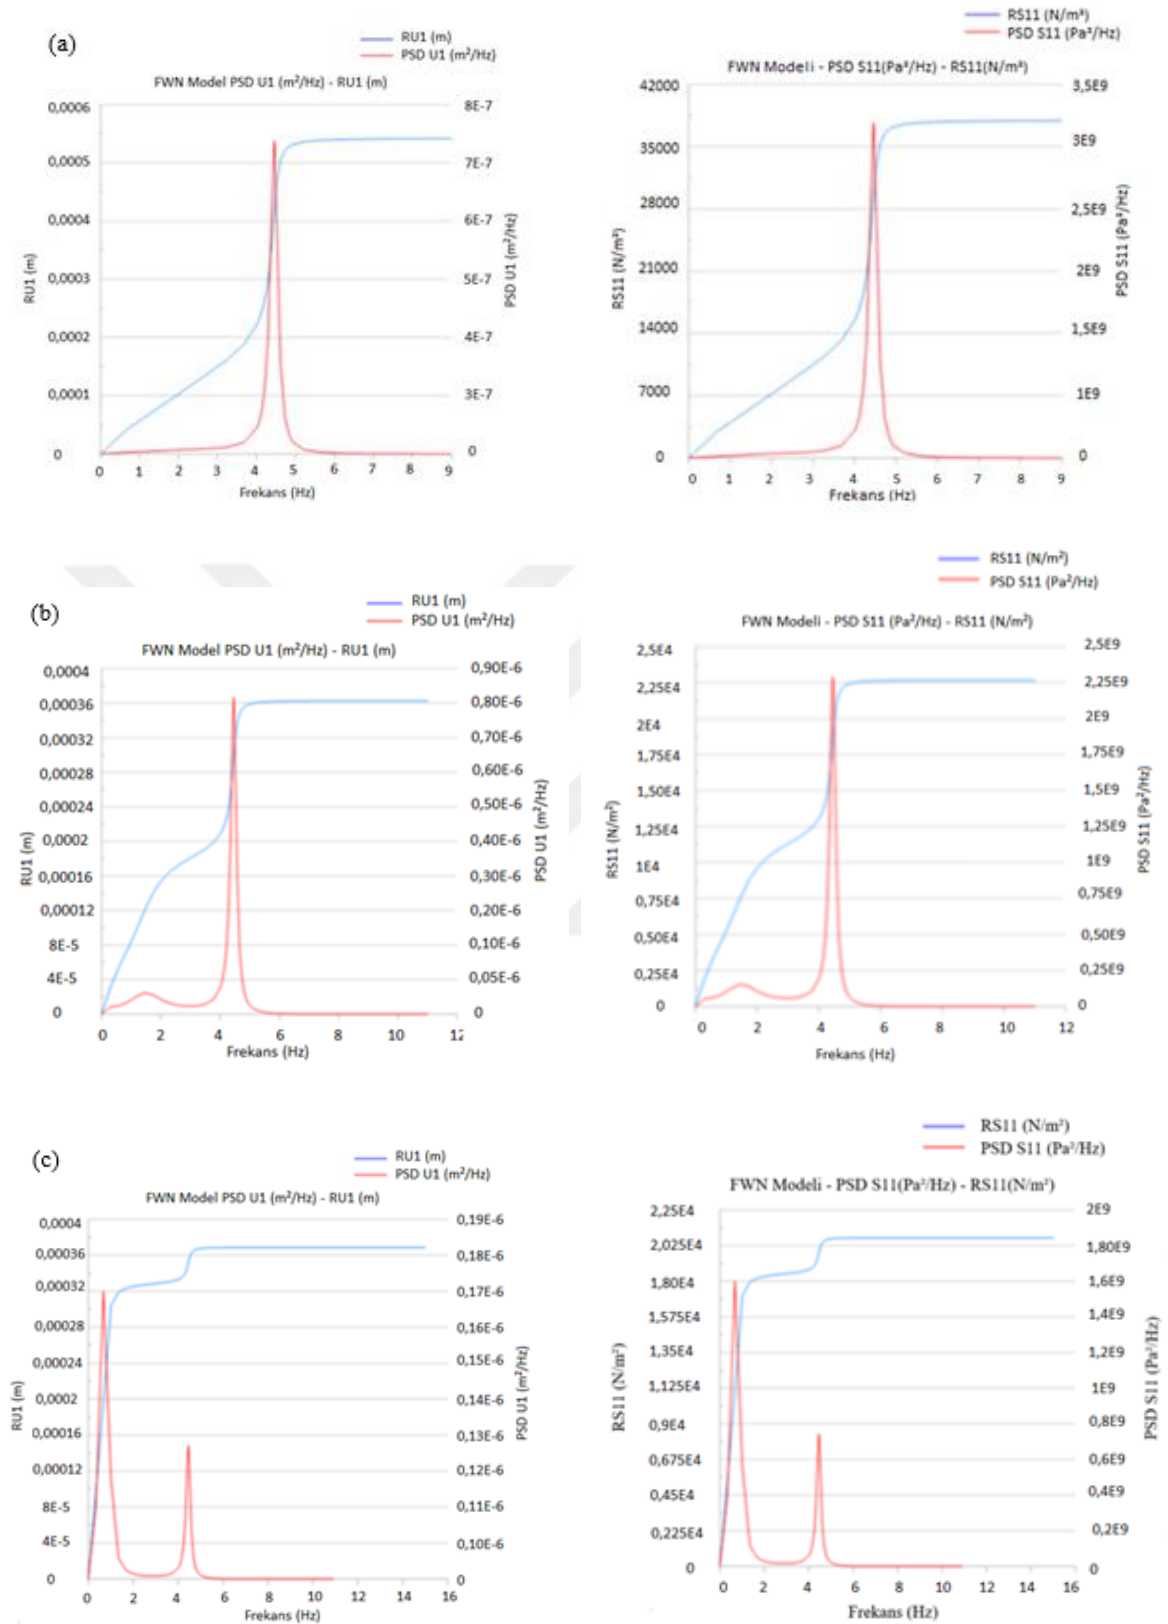 (a)
RU1 (m)
PSD U1 (m²/Hz)
FWN Model PSD U1 (m²/Hz) - RU1 (m)
0,0006
0,0005
0,0004
0,0003
0,0002
0,0001
0
RU1 (m)
8E-7
7E-7
6E-7
5E-7
4E-7
3E-7
0
PSD U1 (m²/Hz)
0 1 2 3 4 5 6 7 8 9
Frekans (Hz)
RS11 (N/m²)
PSD S11 (Pa²/Hz)
FWN Modeli - PSD S11(Pa²/Hz) - RS11(N/m²)
42000
35000
28000
21000
14000
7000
0
RS11 (N/m²)
3,5E9
3E9
2,5E9
2E9
1,5E9
1E9
0
PSD S11 (Pa²/Hz)
0 1 2 3 4 5 6 7 8 9
Frekans (Hz)
(b)
RU1 (m)
PSD U1 (m²/Hz)
FWN Model PSD U1 (m²/Hz) - RU1 (m)
0,0004
0,00036
0,00032
0,00028
0,00024
0,0002
0,00016
0,00012
8E-5
4E-5
0
RU1 (m)
0,90E-6
0,80E-6
0,70E-6
0,60E-6
0,50E-6
0,40E-6
0,30E-6
0,20E-6
0,10E-6
0,05E-6
0
PSD U1 (m²/Hz)
0 2 4 6 8 10 12
Frekans (Hz)
RS11 (N/m²)
PSD S11 (Pa²/Hz)
FWN Modeli - PSD S11 (Pa²/Hz) - RS11 (N/m²)
2,5E4
2,25E4
2E4
1,75E4
1,50E4
1,25E4
1E4
0,75E4
0,50E4
0,25E4
0
RS11 (N/m²)
2,5E9
2,25E9
2E9
1,75E9
1,5E9
1,25E9
1E9
0,75E9
0,50E9
0,25E9
0
PSD S11 (Pa²/Hz)
0 2 4 6 8 10 12
Frekans (Hz)
(c)
RU1 (m)
PSD U1 (m²/Hz)
FWN Model PSD U1 (m²/Hz) - RU1 (m)
0,0004
0,00036
0,00032
0,00028
0,00024
0,0002
0,00016
0,00012
8E-5
4E-5
0
RU1 (m)
0,19E-6
0,18E-6
0,17E-6
0,16E-6
0,15E-6
0,14E-6
0,13E-6
0,12E-6
0,11E-6
0,10E-6
0
PSD U1 (m²/Hz)
0 2 4 6 8 10 12 14 16
Frekans (Hz)
RS11 (N/m²)
PSD S11 (Pa²/Hz)
FWN Modeli - PSD S11(Pa²/Hz) - RS11(N/m²)
2,25E4
2,025E4
1,80E4
1,575E4
1,35E4
1,125E4
0,9E4
0,675E4
0,45E4
0,225E4
0
RS11 (N/m²)
2E9
1,80E9
1,6E9
1,4E9
1,2E9
1E9
0,8E9
0,6E9
0,4E9
0,2E9
0
PSD S11 (Pa²/Hz)
0 2 4 6 8 10 12 14 16
Frekans (Hz)